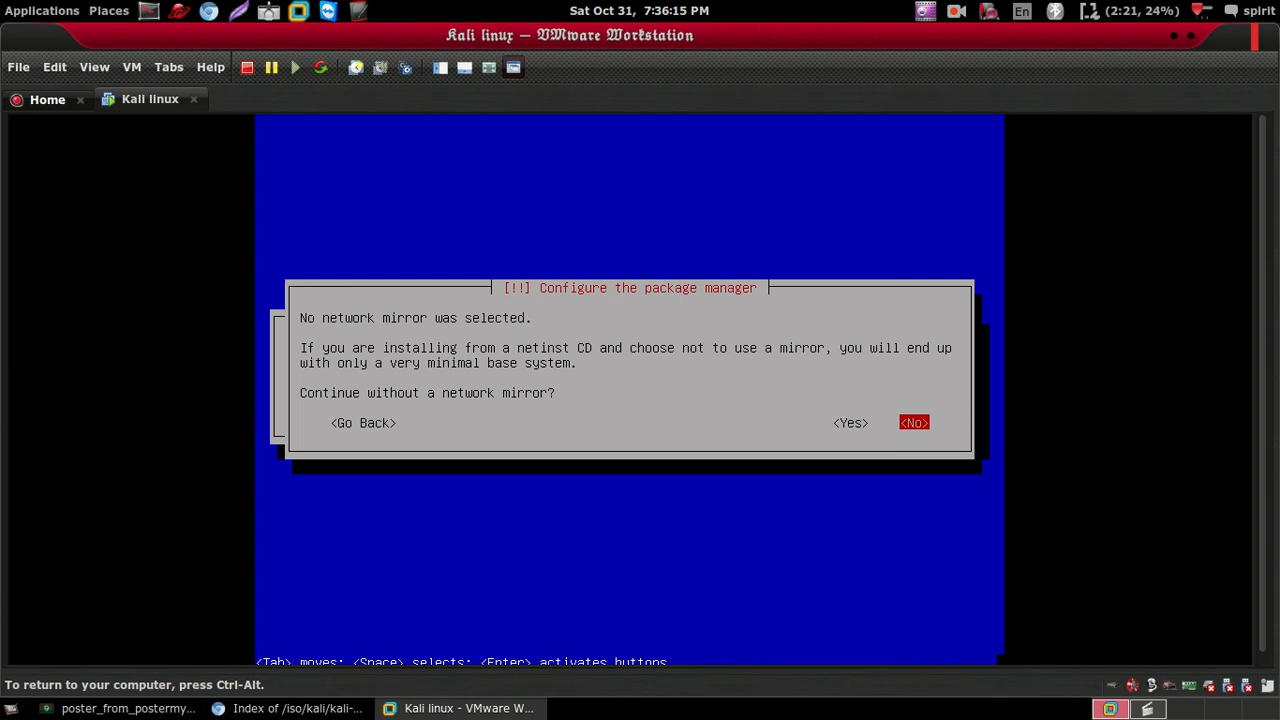 Applications Places Sat Oct 31, 7:36:15 PM En (2:21, 24%) spirit
Kali linux — VMware Workstation
File Edit View VM Tabs Help
Home × Kali linux ×
[!!] Configure the package manager
No network mirror was selected.
If you are installing from a netinst CD and choose not to use a mirror, you will end up
with only a very minimal base system.
Continue without a network mirror?
<Go Back> <Yes> <No>
<Tab> moves; <Space> selects; <Enter> activates buttons
To return to your computer, press Ctrl-Alt.
poster_from_postermy... Index of /iso/kali/kali-... Kali linux - VMware W...